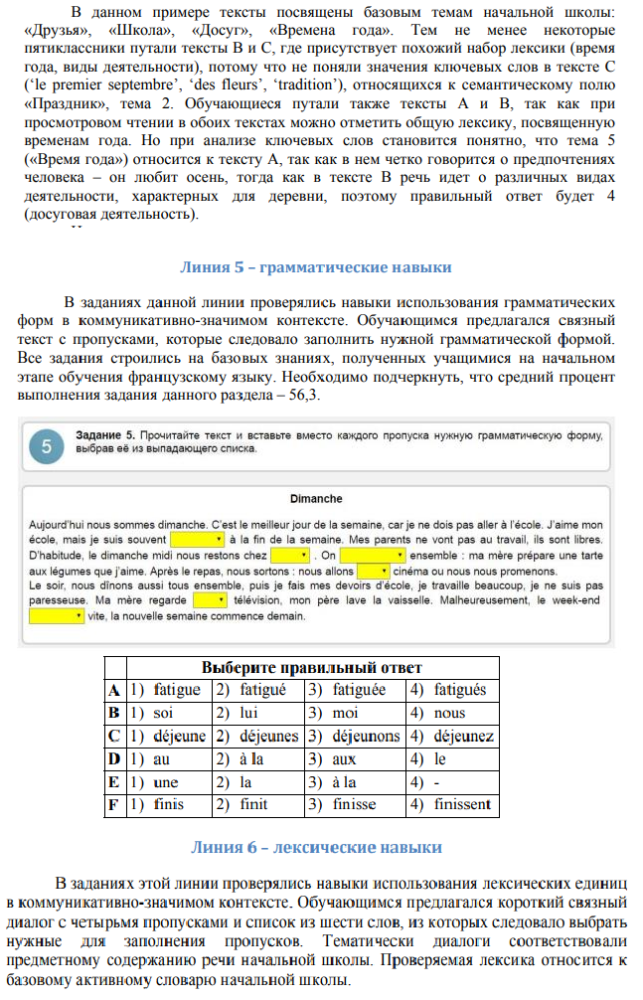 В данном примере тексты посвящены базовым темам начальной школы:
«Друзья», «Школа», «Досуг», «Времена года». Тем не менее некоторые
пятиклассники путали тексты В и С, где присутствует похожий набор лексики (время
года, виды деятельности), потому что не поняли значения ключевых слов в тексте С
(‘le premier septembre’, ‘des fleurs’, ‘tradition’), относящихся к семантическому полю
«Праздник», тема 2. Обучающиеся путали также тексты А и В, так как при
просмотровом чтении в обоих текстах можно отметить общую лексику, посвященную
временам года. Но при анализе ключевых слов становится понятно, что тема 5
(«Время года») относится к тексту А, так как в нем четко говорится о предпочтениях
человека – он любит осень, тогда как в тексте В речь идет о различных видах
деятельности, характерных для деревни, поэтому правильный ответ будет 4
(досуговая деятельность).
Линия 5 – грамматические навыки
В заданиях данной линии проверялись навыки использования грамматических
форм в коммуникативно-значимом контексте. Обучающимся предлагался связный
текст с пропусками, которые следовало заполнить нужной грамматической формой.
Все задания строились на базовых знаниях, полученных учащимися на начальном
этапе обучения французскому языку. Необходимо подчеркнуть, что средний процент
выполнения задания данного раздела – 56,3.
5
Задание 5. Прочитайте текст и вставьте вместо каждого пропуска нужную грамматическую форму,
выбрав её из выпадающего списка.
Dimanche
Aujourd'hui nous sommes dimanche. C'est le meilleur jour de la semaine, car je ne dois pas aller à l'école. J'aime mon
école, mais je suis souvent à la fin de la semaine. Mes parents ne vont pas au travail, ils sont libres.
D'habitude, le dimanche midi nous restons chez . On ensemble : ma mère prépare une tarte
aux légumes que j'aime. Après le repas, nous sortons : nous allons cinéma ou nous nous promenons.
Le soir, nous dînons aussi tous ensemble, puis je fais mes devoirs d'école, je travaille beaucoup, je ne suis pas
paresseuse. Ma mère regarde télévision, mon père lave la vaisselle. Malheureusement, le week-end
vite, la nouvelle semaine commence demain.
Выберите правильный ответ
A 1) fatigue 2) fatigué 3) fatiguée 4) fatigués
B 1) soi 2) lui 3) moi 4) nous
C 1) déjeune 2) déjeunes 3) déjeunons 4) déjeunez
D 1) au 2) à la 3) aux 4) le
E 1) une 2) la 3) à la 4) -
F 1) finis 2) finit 3) finisse 4) finissent
Линия 6 – лексические навыки
В заданиях этой линии проверялись навыки использования лексических единиц
в коммуникативно-значимом контексте. Обучающимся предлагался короткий связный
диалог с четырьмя пропусками и список из шести слов, из которых следовало выбрать
нужные для заполнения пропусков. Тематически диалоги соответствовали
предметному содержанию речи начальной школы. Проверяемая лексика относится к
базовому активному словарю начальной школы.